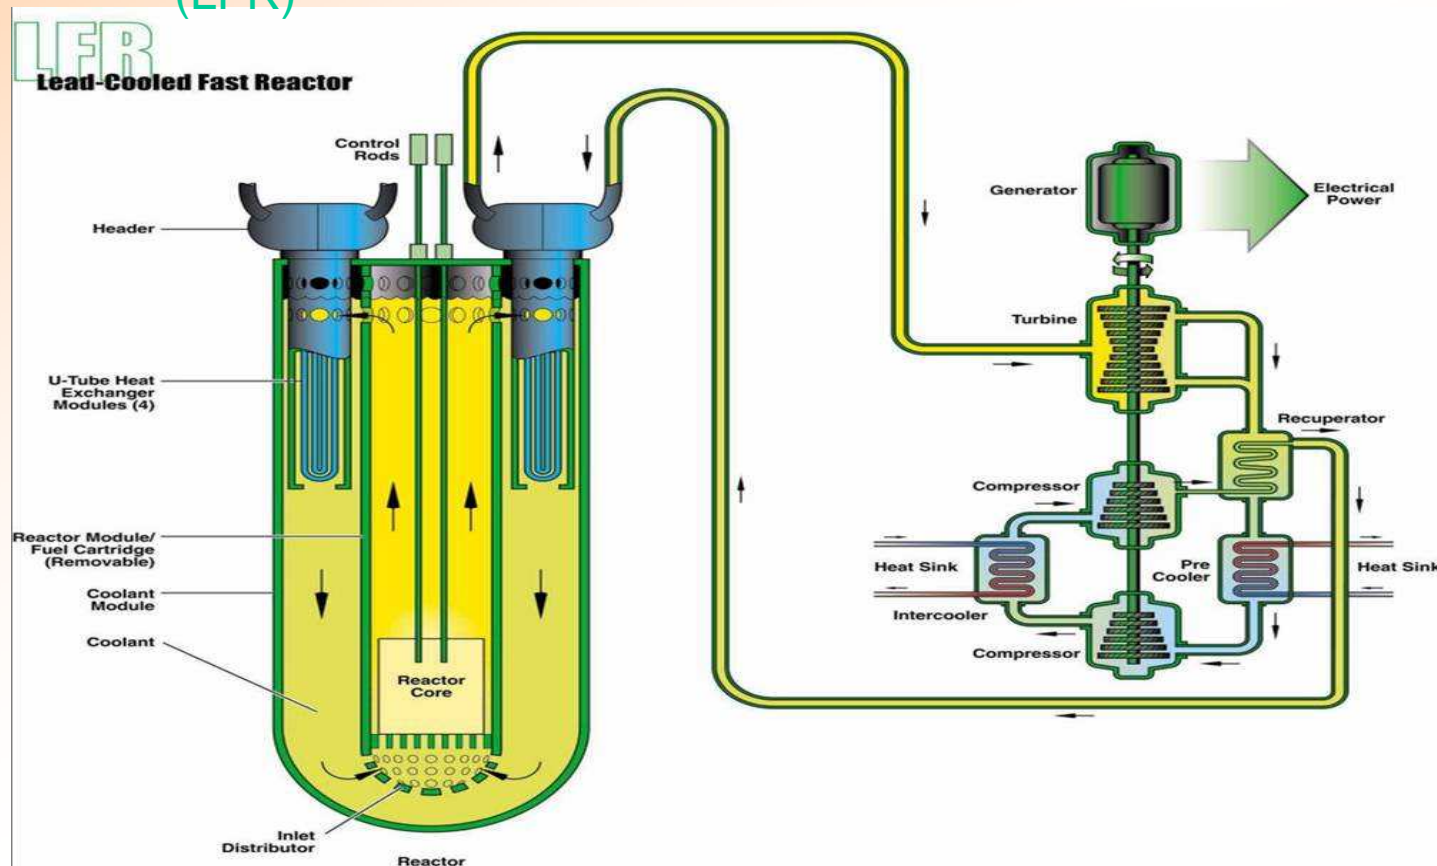 (LFR)
LFR
Lead-Cooled Fast Reactor
Control
Rods
Header
U-Tube Heat
Exchanger
Modules (4)
Reactor Module/
Fuel Cartridge
(Removable)
Coolant
Module
Coolant
Reactor
Core
Inlet
Distributor
Reactor
Generator
Electrical
Power
Turbine
Recuperator
Compressor
Heat Sink
Intercooler
Pre
Cooler
Heat Sink
Compressor